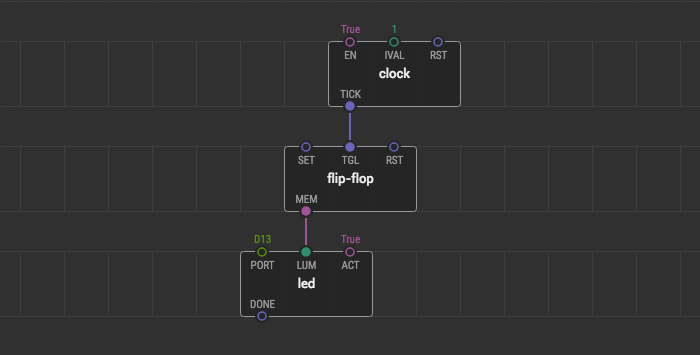 True 1
EN IVAL RST
clock
TICK
SET TGL RST
flip-flop
MEM
D13 True
PORT LUM ACT
led
DONE